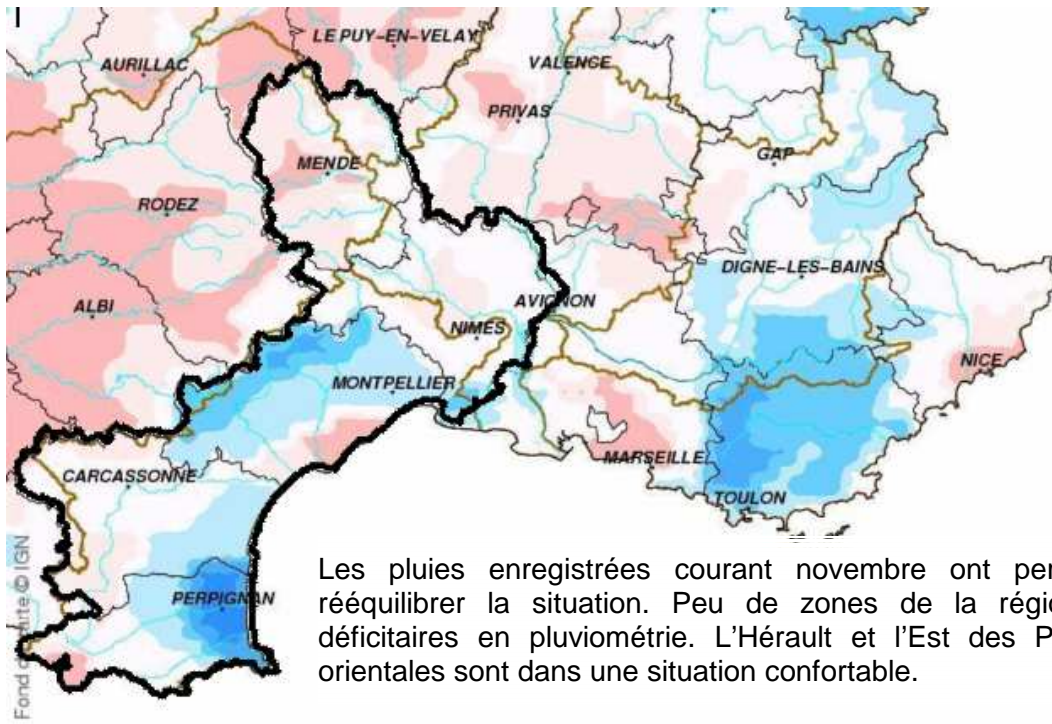 LE PUY-EN-VELAY
AURILLAC
VALENCE
PRIVAS
GAP
MENDE
RODEZ
DIGNE-LES-BAINS
ALBI
AVIGNON
NIMES
NICE
MONTPELLIER
MARSEILLE
CARCASSONNE
TOULON
PERPIGNAN
Fond de carte © IGN
Les pluies enregistrées courant novembre ont per
rééquilibrer la situation. Peu de zones de la régio
déficitaires en pluviométrie. L'Hérault et l'Est des P
orientales sont dans une situation confortable.